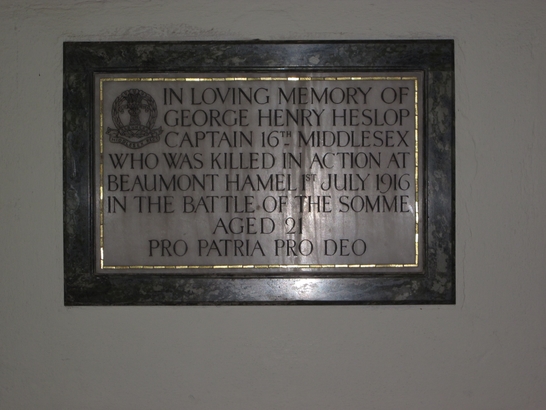 IN LOVING MEMORY OF
GEORGE HENRY HESLOP
CAPTAIN 16TH MIDDLESEX
WHO WAS KILLED IN ACTION AT
BEAUMONT HAMEL 1ST JULY 1916
IN THE BATTLE OF THE SOMME
AGED 21
PRO PATRIA PRO DEO